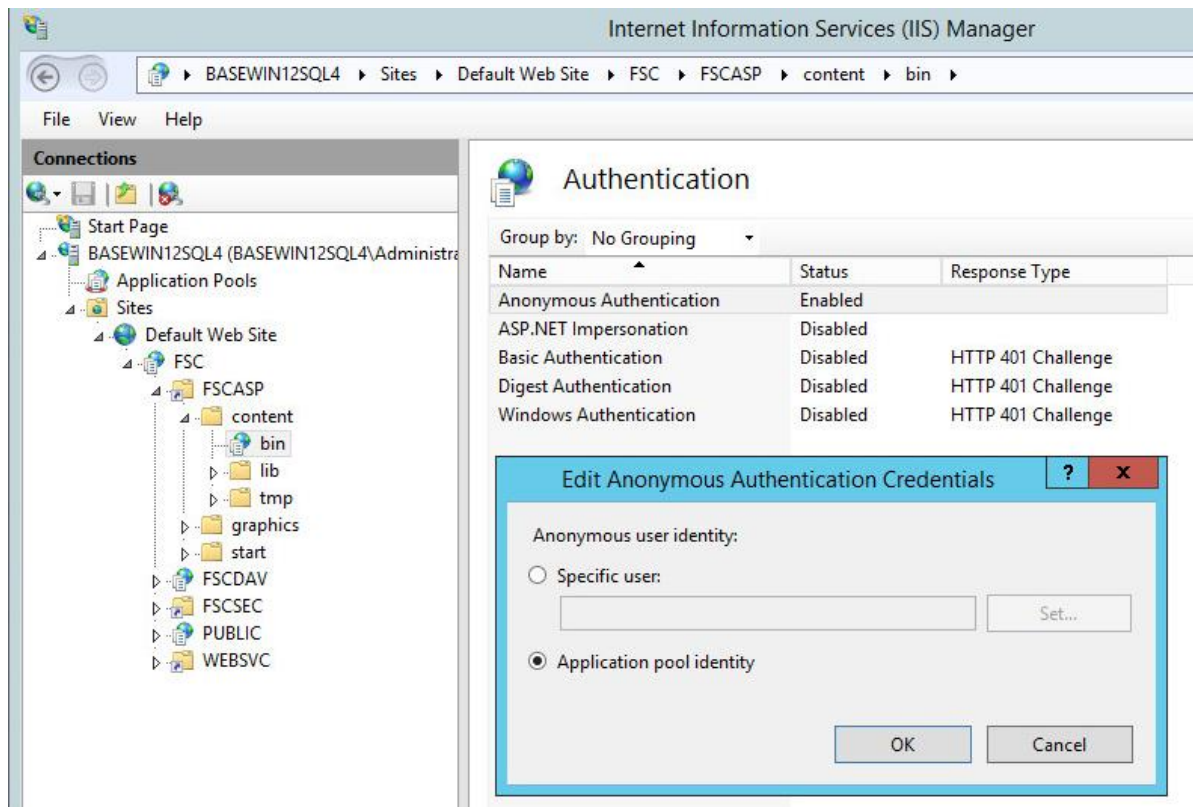 Internet Information Services (IIS) Manager
BASEWIN12SQL4 Sites Default Web Site FSC FSCASP content bin
File View Help
Connections
Start Page
BASEWIN12SQL4 (BASEWIN12SQL4\Administra
Application Pools
Sites
Default Web Site
FSC
FSCASP
content
bin
lib
tmp
graphics
start
FSCDAV
FSCSEC
PUBLIC
WEBSVC
Authentication
Group by: No Grouping
Name Status Response Type
Anonymous Authentication Enabled
ASP.NET Impersonation Disabled
Basic Authentication Disabled HTTP 401 Challenge
Digest Authentication Disabled HTTP 401 Challenge
Windows Authentication Disabled HTTP 401 Challenge
Edit Anonymous Authentication Credentials ? X
Anonymous user identity:
Specific user:
Set...
Application pool identity
OK Cancel